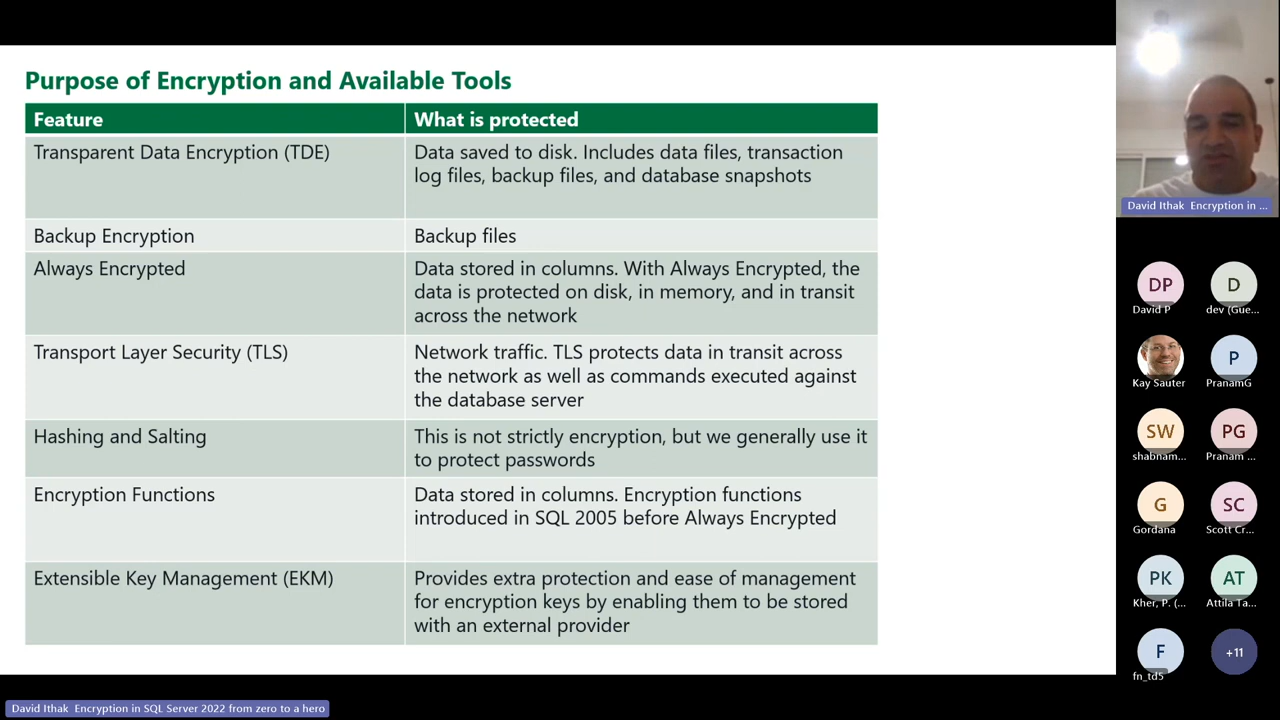 Purpose of Encryption and Available Tools
Feature
What is protected
Transparent Data Encryption (TDE)
Data saved to disk. Includes data files, transaction
log files, backup files, and database snapshots
Backup Encryption
Backup files
Always Encrypted
Data stored in columns. With Always Encrypted, the
data is protected on disk, in memory, and in transit
across the network
Transport Layer Security (TLS)
Network traffic. TLS protects data in transit across
the network as well as commands executed against
the database server
Hashing and Salting
This is not strictly encryption, but we generally use it
to protect passwords
Encryption Functions
Data stored in columns. Encryption functions
introduced in SQL 2005 before Always Encrypted
Extensible Key Management (EKM)
Provides extra protection and ease of management
for encryption keys by enabling them to be stored
with an external provider
David Ithak Encryption in ...
DP
David P
D
dev (Gue...
Kay Sauter
P
PranamG
SW
shabnam...
PG
Pranam ...
G
Gordana
SC
Scott Cr...
PK
Kher, P. (...
AT
Attila Ta...
F
fn_td5
+11
David Ithak Encryption in SQL Server 2022 from zero to a hero